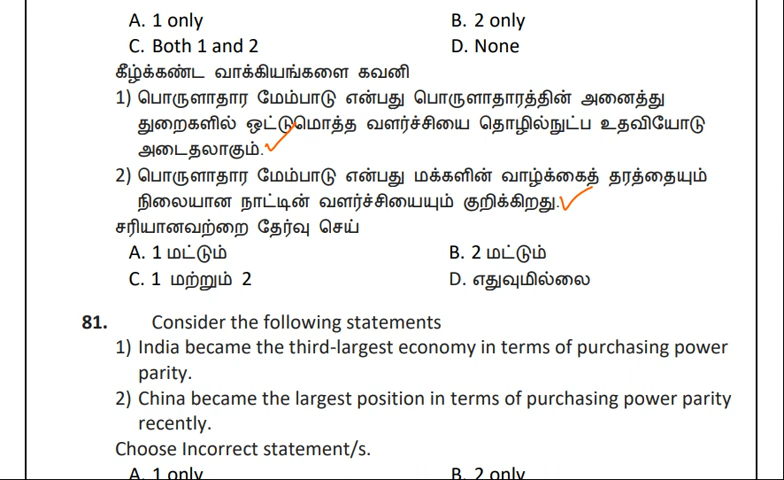 A. 1 only B. 2 only
C. Both 1 and 2 D. None
கீழ்க்கண்ட வாக்கியங்களை கவனி
1) பொருளாதார மேம்பாடு என்பது பொருளாதாரத்தின் அனைத்து
துறைகளில் ஒட்டுமொத்த வளர்ச்சியை தொழில்நுட்ப உதவியோடு
அடைதலாகும்.
2) பொருளாதார மேம்பாடு என்பது மக்களின் வாழ்க்கைத் தரத்தையும்
நிலையான நாட்டின் வளர்ச்சியையும் குறிக்கிறது.
சரியானவற்றை தேர்வு செய்
A. 1 மட்டும் B. 2 மட்டும்
C. 1 மற்றும் 2 D. எதுவுமில்லை
81. Consider the following statements
1) India became the third-largest economy in terms of purchasing power
parity.
2) China became the largest position in terms of purchasing power parity
recently.
Choose Incorrect statement/s.
A. 1 only B. 2 only